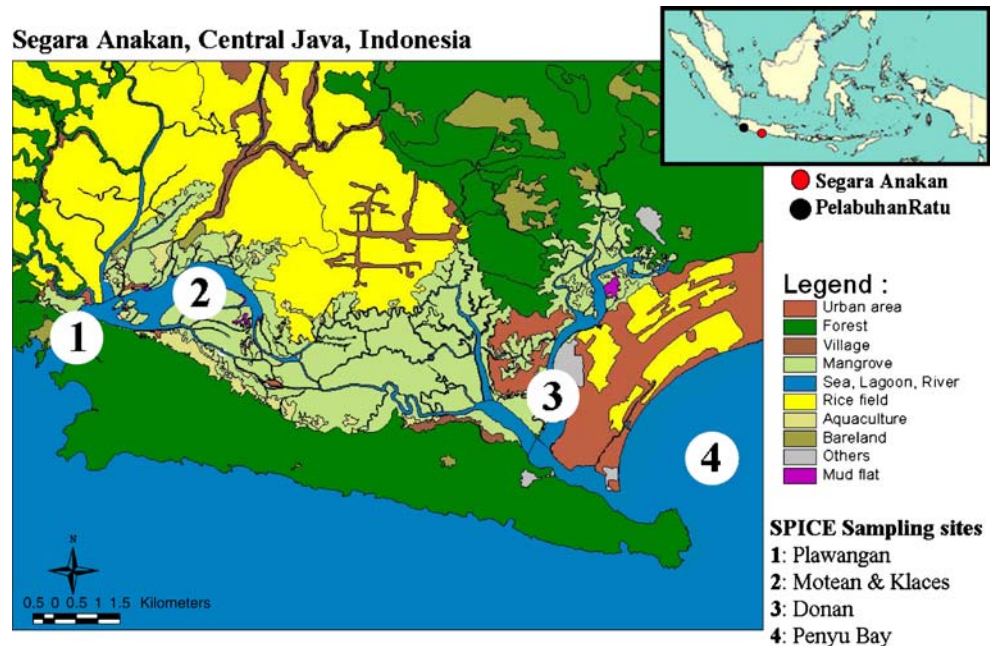 Segara Anakan, Central Java, Indonesia
Segara Anakan
PelabuhanRatu
Legend :
Urban area
Forest
Village
Mangrove
Sea, Lagoon, River
Rice field
Aquaculture
Bareland
Others
Mud flat
1
2
3
4
N
0.5 0 0.5 1 1.5 Kilometers
SPICE Sampling sites
1: Plawangan
2: Motean & Klaces
3: Donan
4: Penyu Bay